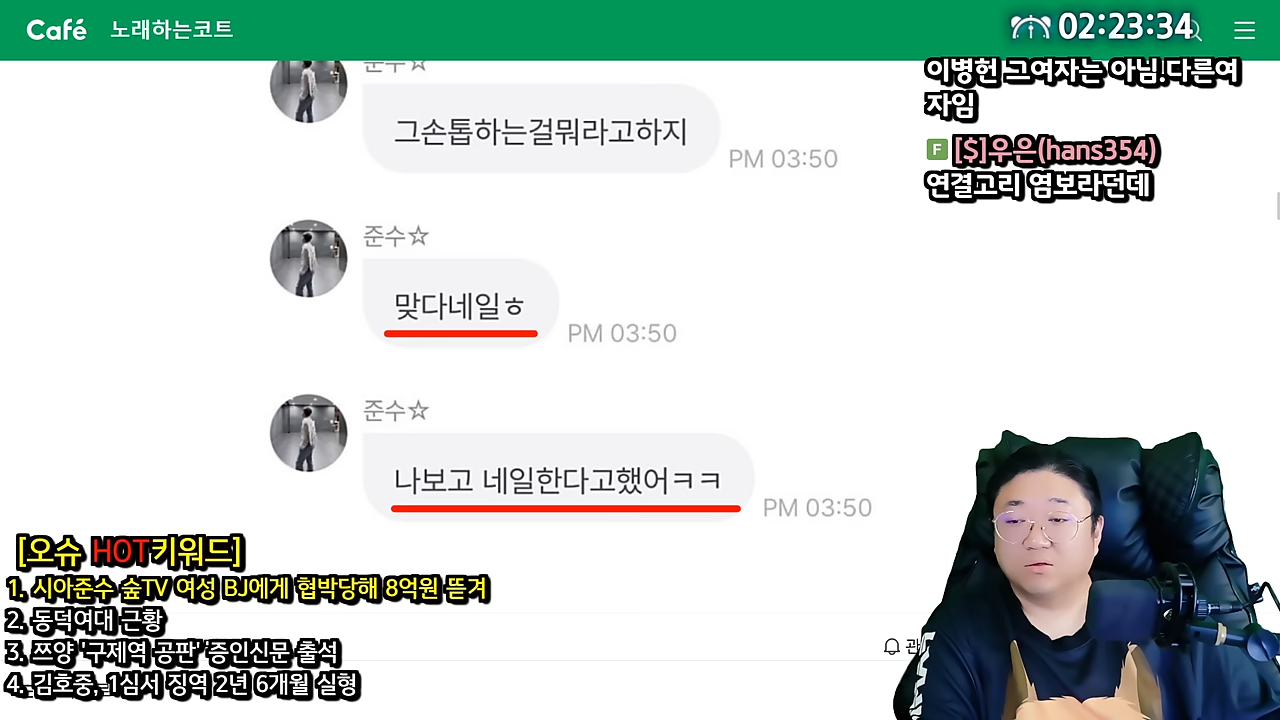 Café 노래하는코트
02:23:34
이병헌 그여자는 아님.다른여
자임
F [$]우은(hans354)
연결고리 염보라던데
준수☆
그손톱하는걸뭐라고하지
PM 03:50
준수☆
맞다네일ㅎ
PM 03:50
준수☆
나보고 네일한다고했어ㅋㅋ
PM 03:50
[오슈 HOT키워드]
1. 시아준수 숲TV 여성 BJ에게 협박당해 8억원 뜯겨
2. 동덕여대 근황
3. 쯔양 '구제역 공판' 증인신문 출석
4. 김호중, 1심서 징역 2년 6개월 실형
관